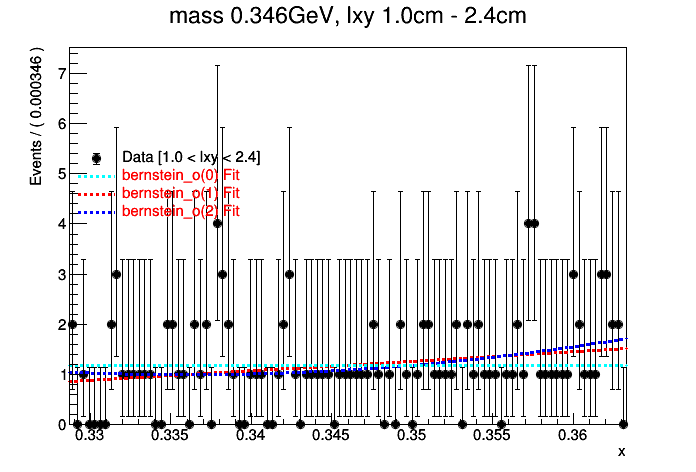 mass 0.346GeV, lxy 1.0cm - 2.4cm
Events / ( 0.000346 )
7
6
5
4
3
2
1
0
Data [1.0 < lxy < 2.4]
bernstein_o(0) Fit
bernstein_o(1) Fit
bernstein_o(2) Fit
0.33 0.335 0.34 0.345 0.35 0.355 0.36
x